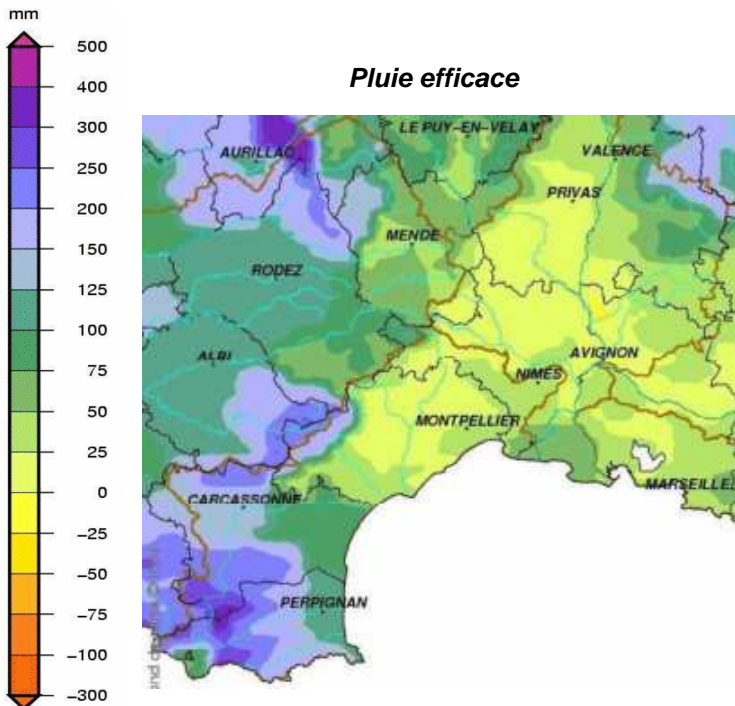 mm
Pluie efficace
500
400
300
250
200
150
125
100
75
50
25
0
-25
-50
-75
-100
-300
LE PUY-EN-VELAY
AURILLAC
VALENCE
PRIVAS
MENDE
RODEZ
ALBI
AVIGNON
NIMES
MONTPELLIER
MARSEILLE
CARCASSONNE
PERPIGNAN